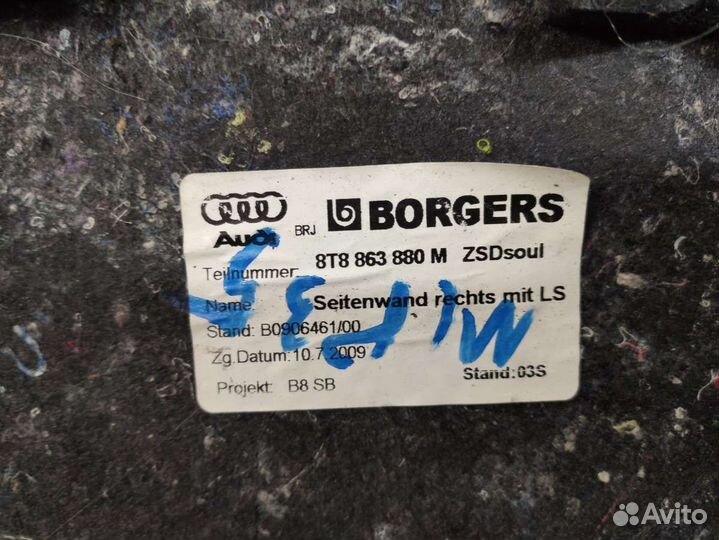 Audi
BRJ
BORGERS
Teilnummer: 8T8 863 880 M ZSDsoul
Name: Seitenwand rechts mit LS
Stand: B0906461/00
Zg.Datum:10.7.2009
Stand:03S
Projekt: B8 SB
Avito